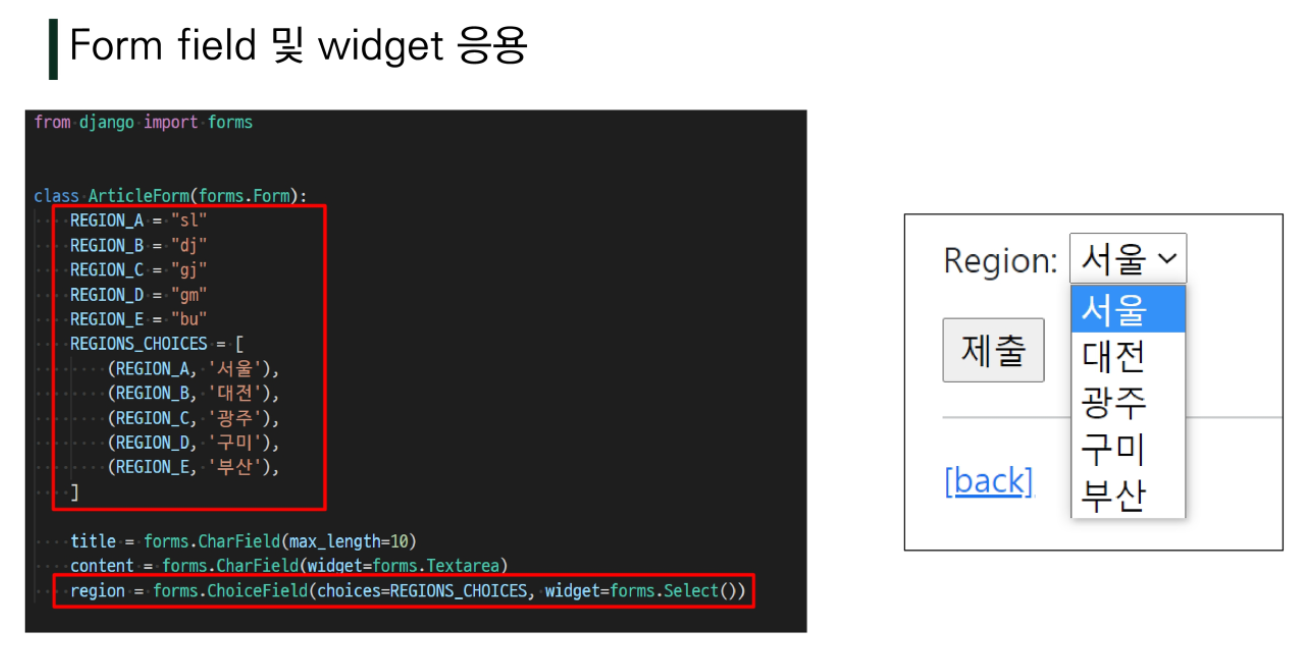 Form field 및 widget 응용
from django import forms
class ArticleForm(forms.Form):
REGION_A = "sl"
REGION_B = "dj"
REGION_C = "gj"
REGION_D = "gm"
REGION_E = "bu"
REGIONS_CHOICES = [
(REGION_A, '서울'),
(REGION_B, '대전'),
(REGION_C, '광주'),
(REGION_D, '구미'),
(REGION_E, '부산'),
]
title = forms.CharField(max_length=10)
content = forms.CharField(widget=forms.Textarea)
region = forms.ChoiceField(choices=REGIONS_CHOICES, widget=forms.Select())
Region: 서울
서울
대전
광주
구미
부산
제출
[back]